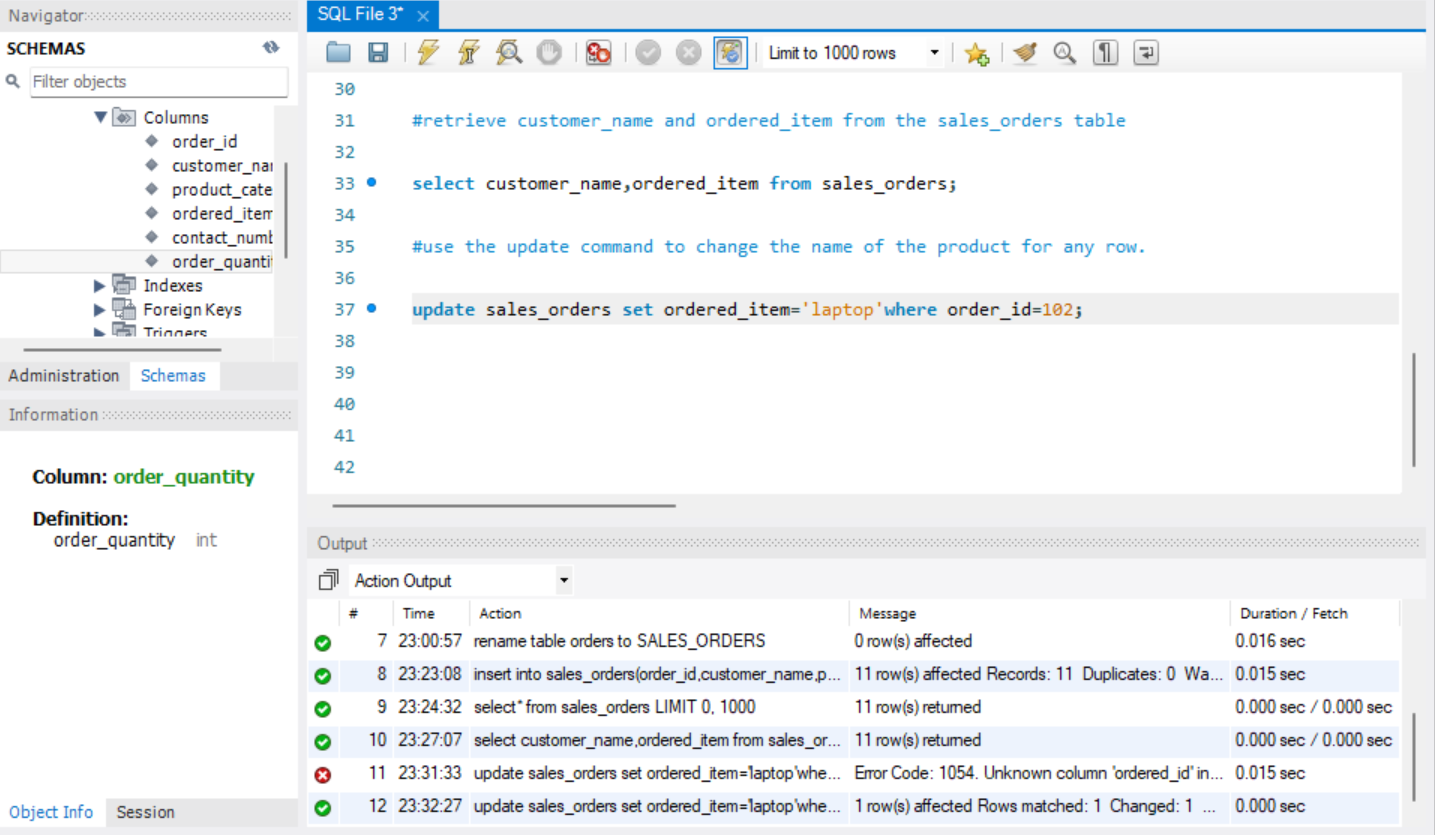 Navigator
SCHEMAS
Filter objects
Columns
order_id
customer_nar
product_cate
ordered_item
contact_numb
order_quanti
Indexes
Foreign Keys
Triggers
Administration Schemas
Information
Column: order_quantity
Definition:
order_quantity int
Object Info Session
SQL File 3*
Limit to 1000 rows
30
31 #retrieve customer_name and ordered_item from the sales_orders table
32
33 select customer_name,ordered_item from sales_orders;
34
35 #use the update command to change the name of the product for any row.
36
37 update sales_orders set ordered_item='laptop'where order_id=102;
38
39
40
41
42
Output
Action Output
# Time Action Message Duration / Fetch
7 23:00:57 rename table orders to SALES_ORDERS 0 row(s) affected 0.016 sec
8 23:23:08 insert into sales_orders(order_id,customer_name,p... 11 row(s) affected Records: 11 Duplicates: 0 Wa... 0.015 sec
9 23:24:32 select* from sales_orders LIMIT 0, 1000 11 row(s) returned 0.000 sec / 0.000 sec
10 23:27:07 select customer_name,ordered_item from sales_or... 11 row(s) returned 0.000 sec / 0.000 sec
11 23:31:33 update sales_orders set ordered_item='laptop'whe... Error Code: 1054. Unknown column 'ordered_id' in... 0.015 sec
12 23:32:27 update sales_orders set ordered_item='laptop'whe... 1 row(s) affected Rows matched: 1 Changed: 1 ... 0.000 sec